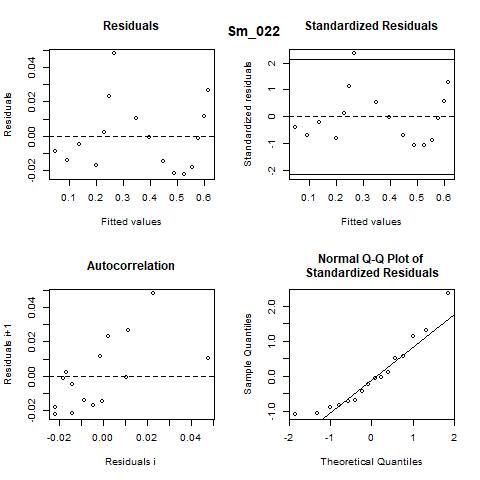 Sm_022
Residuals
Residuals
-0.02 0.00 0.02 0.04
0.1 0.2 0.3 0.4 0.5 0.6
Fitted values
Standardized Residuals
Standardized residuals
-2 -1 0 1 2
0.1 0.2 0.3 0.4 0.5 0.6
Fitted values
Autocorrelation
Residuals i+1
-0.02 0.00 0.02 0.04
-0.02 0.00 0.02 0.04
Residuals i
Normal Q-Q Plot of
Standardized Residuals
Sample Quantiles
-1.0 0.0 1.0 2.0
-2 -1 0 1 2
Theoretical Quantiles